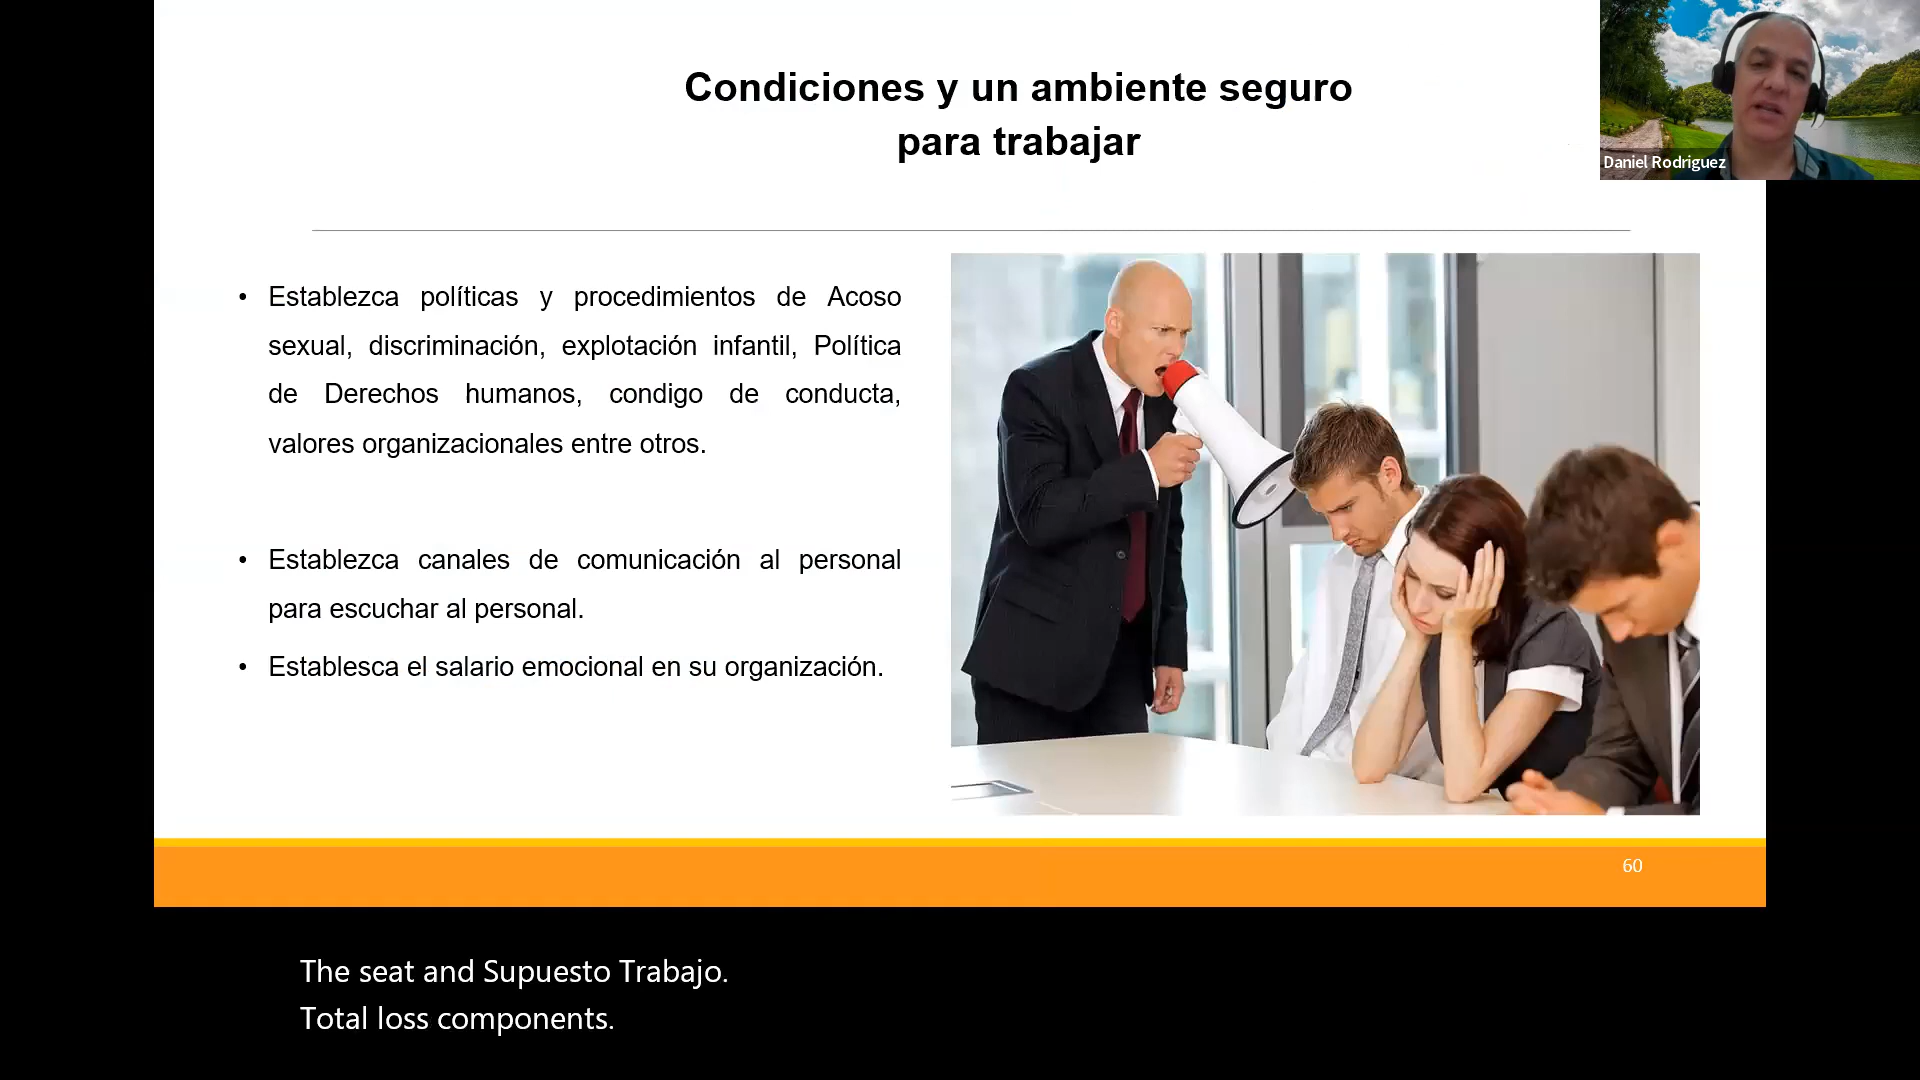 Condiciones y un ambiente seguro
para trabajar
Daniel Rodriguez
• Establezca políticas y procedimientos de Acoso
sexual, discriminación, explotación infantil, Política
de Derechos humanos, condigo de conducta,
valores organizacionales entre otros.
• Establezca canales de comunicación al personal
para escuchar al personal.
• Establesca el salario emocional en su organización.
60
The seat and Supuesto Trabajo.
Total loss components.